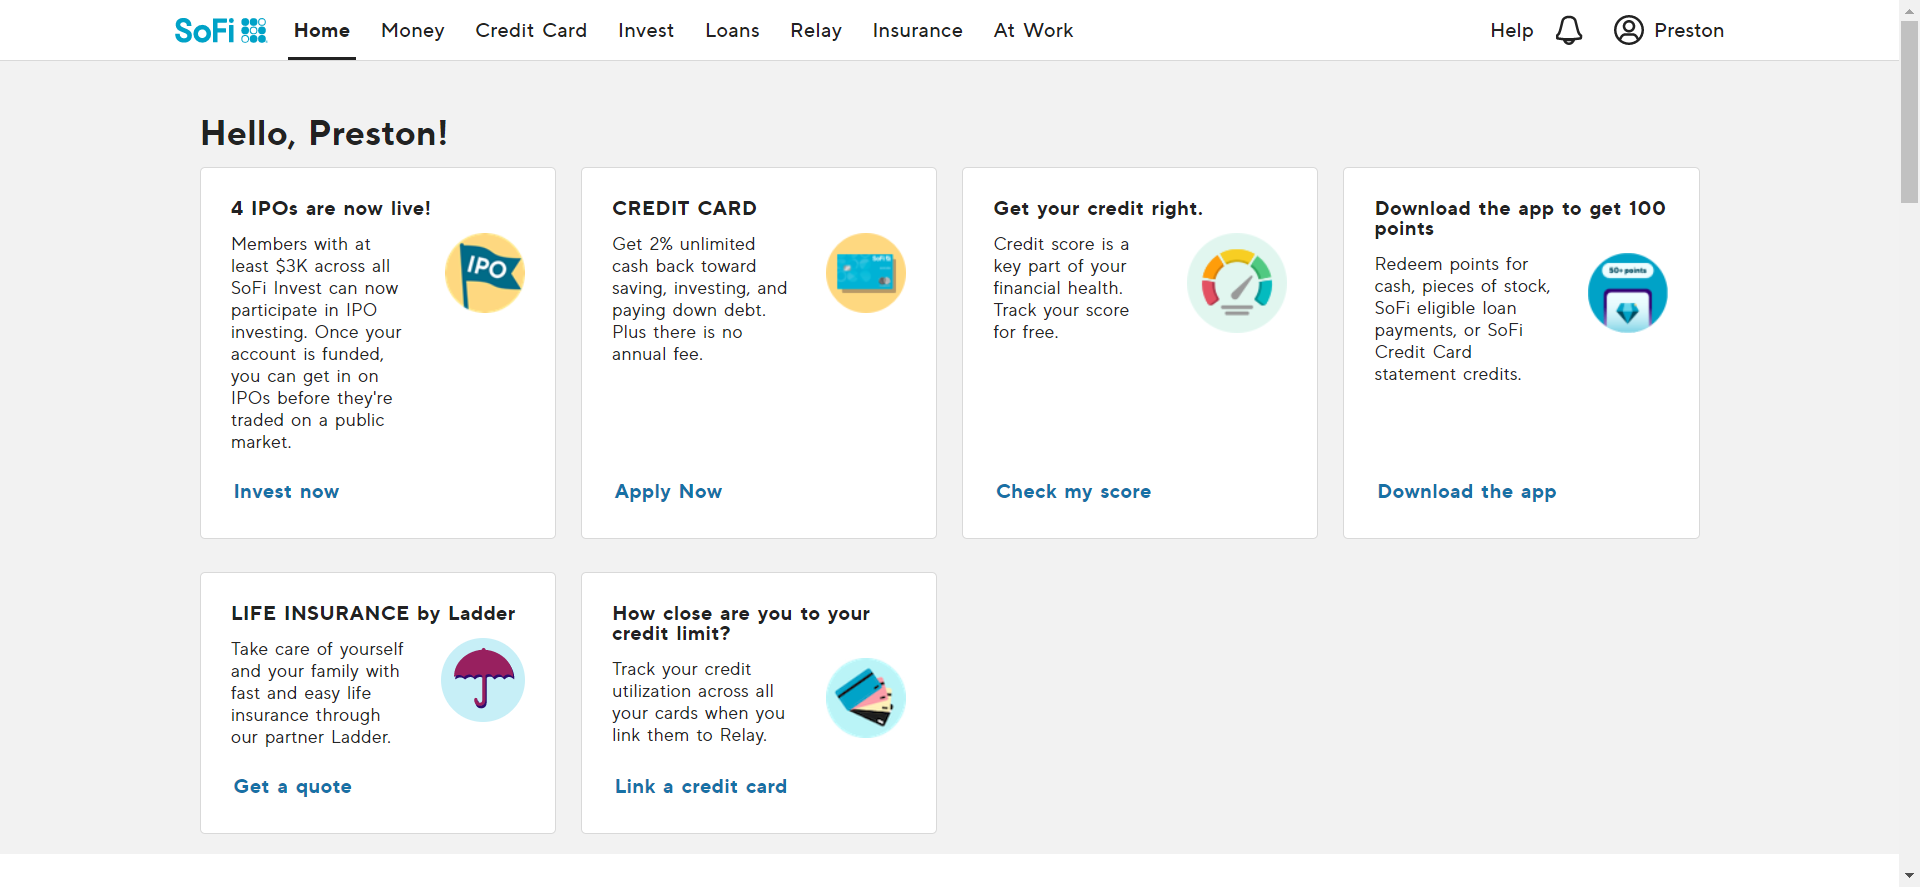 SoFi Home Money Credit Card Invest Loans Relay Insurance At Work Help Preston
Hello, Preston!
4 IPOs are now live!
Members with at
least $3K across all
SoFi Invest can now
participate in IPO
investing. Once your
account is funded,
you can get in on
IPOs before they're
traded on a public
market.
IPO
Invest now
CREDIT CARD
Get 2% unlimited
cash back toward
saving, investing, and
paying down debt.
Plus there is no
annual fee.
SoFi
Apply Now
Get your credit right.
Credit score is a
key part of your
financial health.
Track your score
for free.
Check my score
Download the app to get 100
points
Redeem points for
cash, pieces of stock,
SoFi eligible loan
payments, or SoFi
Credit Card
statement credits.
50+ points
Download the app
LIFE INSURANCE by Ladder
Take care of yourself
and your family with
fast and easy life
insurance through
our partner Ladder.
Get a quote
How close are you to your
credit limit?
Track your credit
utilization across all
your cards when you
link them to Relay.
Link a credit card